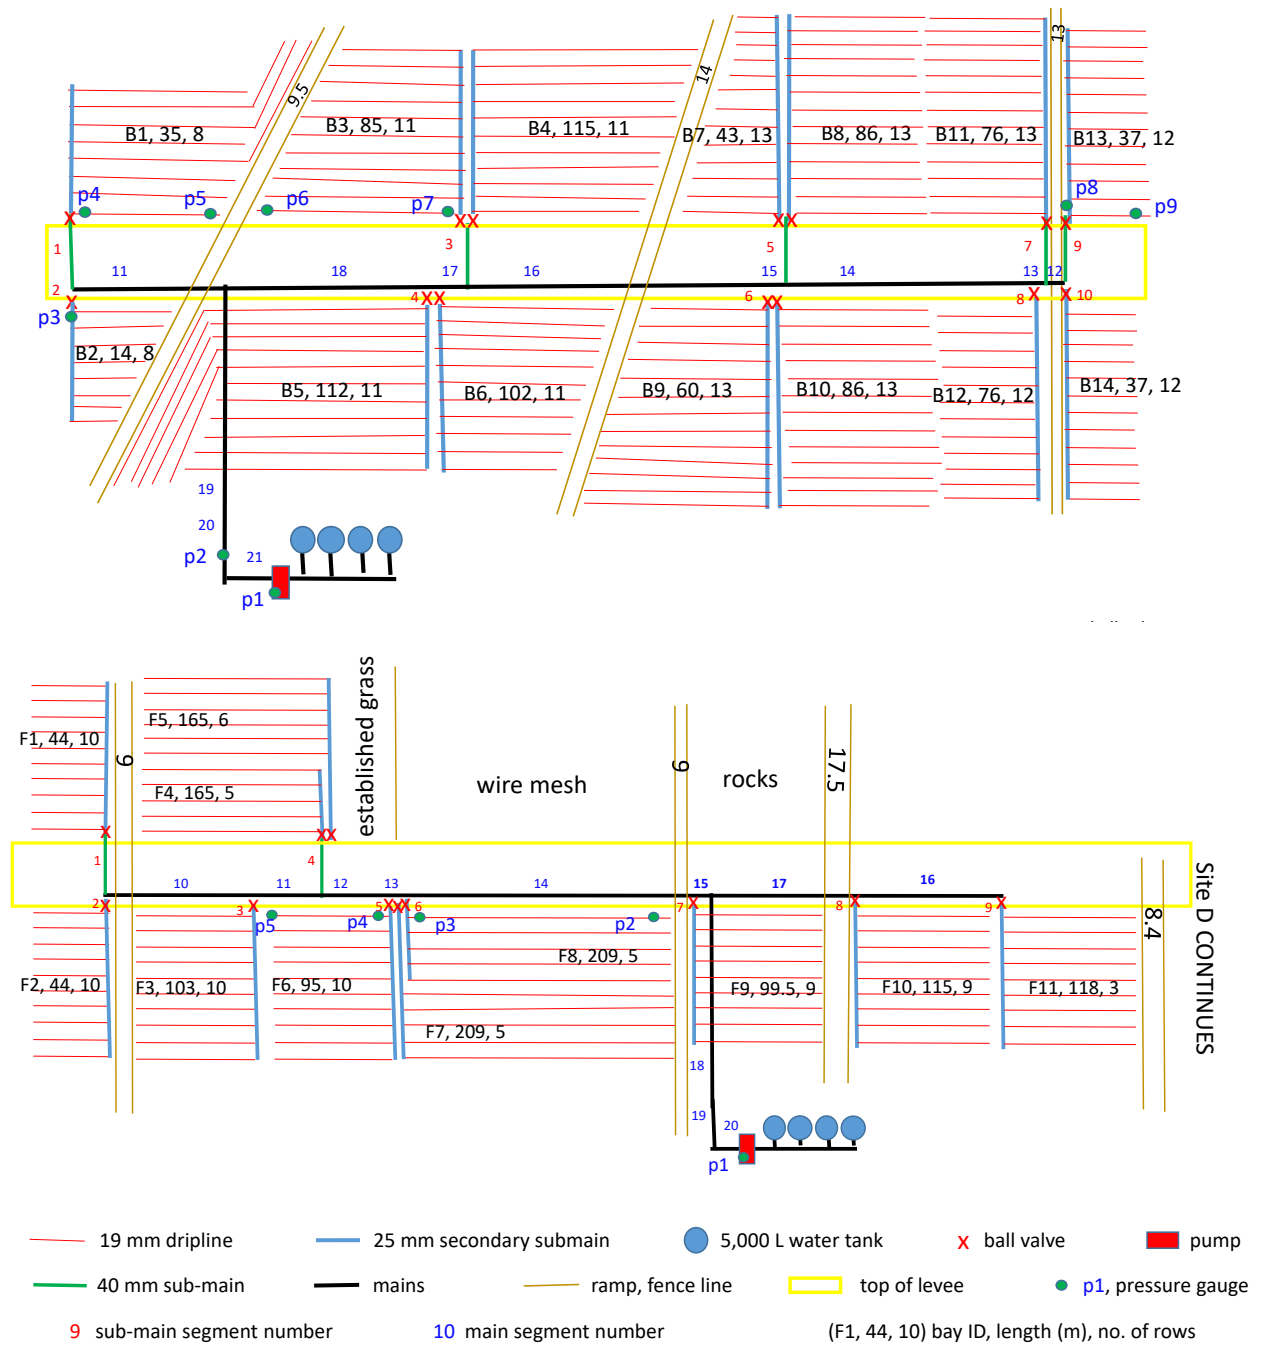 13
9.5
14
B1, 35, 8
B3, 85, 11
B4, 115, 11
B7, 43, 13
B8, 86, 13
B11, 76, 13
B13, 37, 12
p4
p5
p6
p7
p8
p9
1
3
5
7
9
11
18
17
16
15
14
13
12
2
4
6
8
10
p3
B2, 14, 8
B5, 112, 11
B6, 102, 11
B9, 60, 13
B10, 86, 13
B12, 76, 12
B14, 37, 12
19
20
p2
21
p1
F1, 44, 10
9
F5, 165, 6
F4, 165, 5
established grass
wire mesh
9
rocks
17.5
1
4
10
11
12
13
14
15
17
16
2
3
5
6
7
8
9
p5
p4
p3
p2
8.4
Site D CONTINUES
F2, 44, 10
F3, 103, 10
F6, 95, 10
F8, 209, 5
F7, 209, 5
F9, 99.5, 9
F10, 115, 9
F11, 118, 3
18
19
20
p1
19 mm dripline
25 mm secondary submain
5,000 L water tank
x ball valve
pump
40 mm sub-main
mains
ramp, fence line
top of levee
p1, pressure gauge
9 sub-main segment number
10 main segment number
(F1, 44, 10) bay ID, length (m), no. of rows